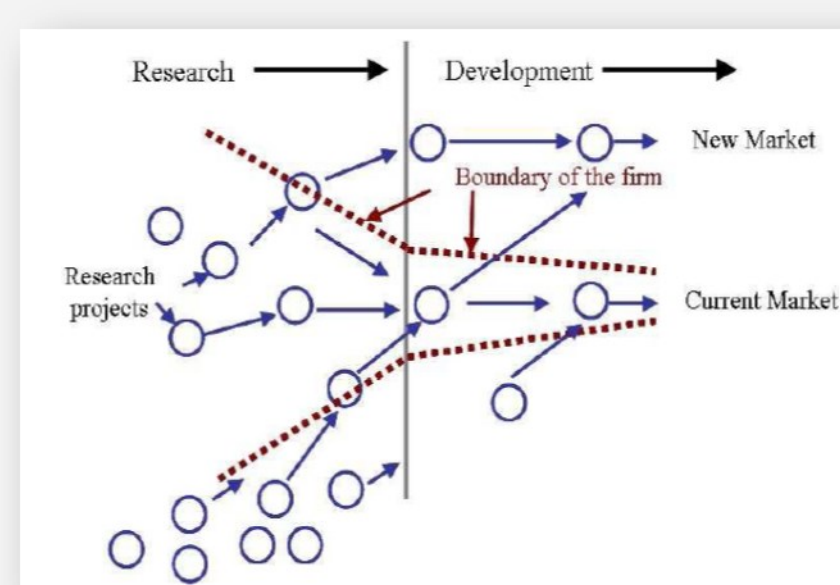 Research
Development
New Market
Boundary of the firm
Research
projects
Current Market